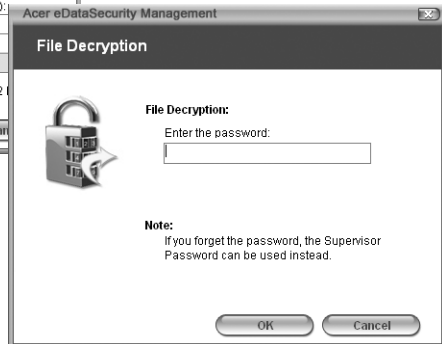 Acer eDataSecurity Management
File Decryption
File Decryption:
Enter the password:
Note:
If you forget the password, the Supervisor
Password can be used instead.
OK
Cancel